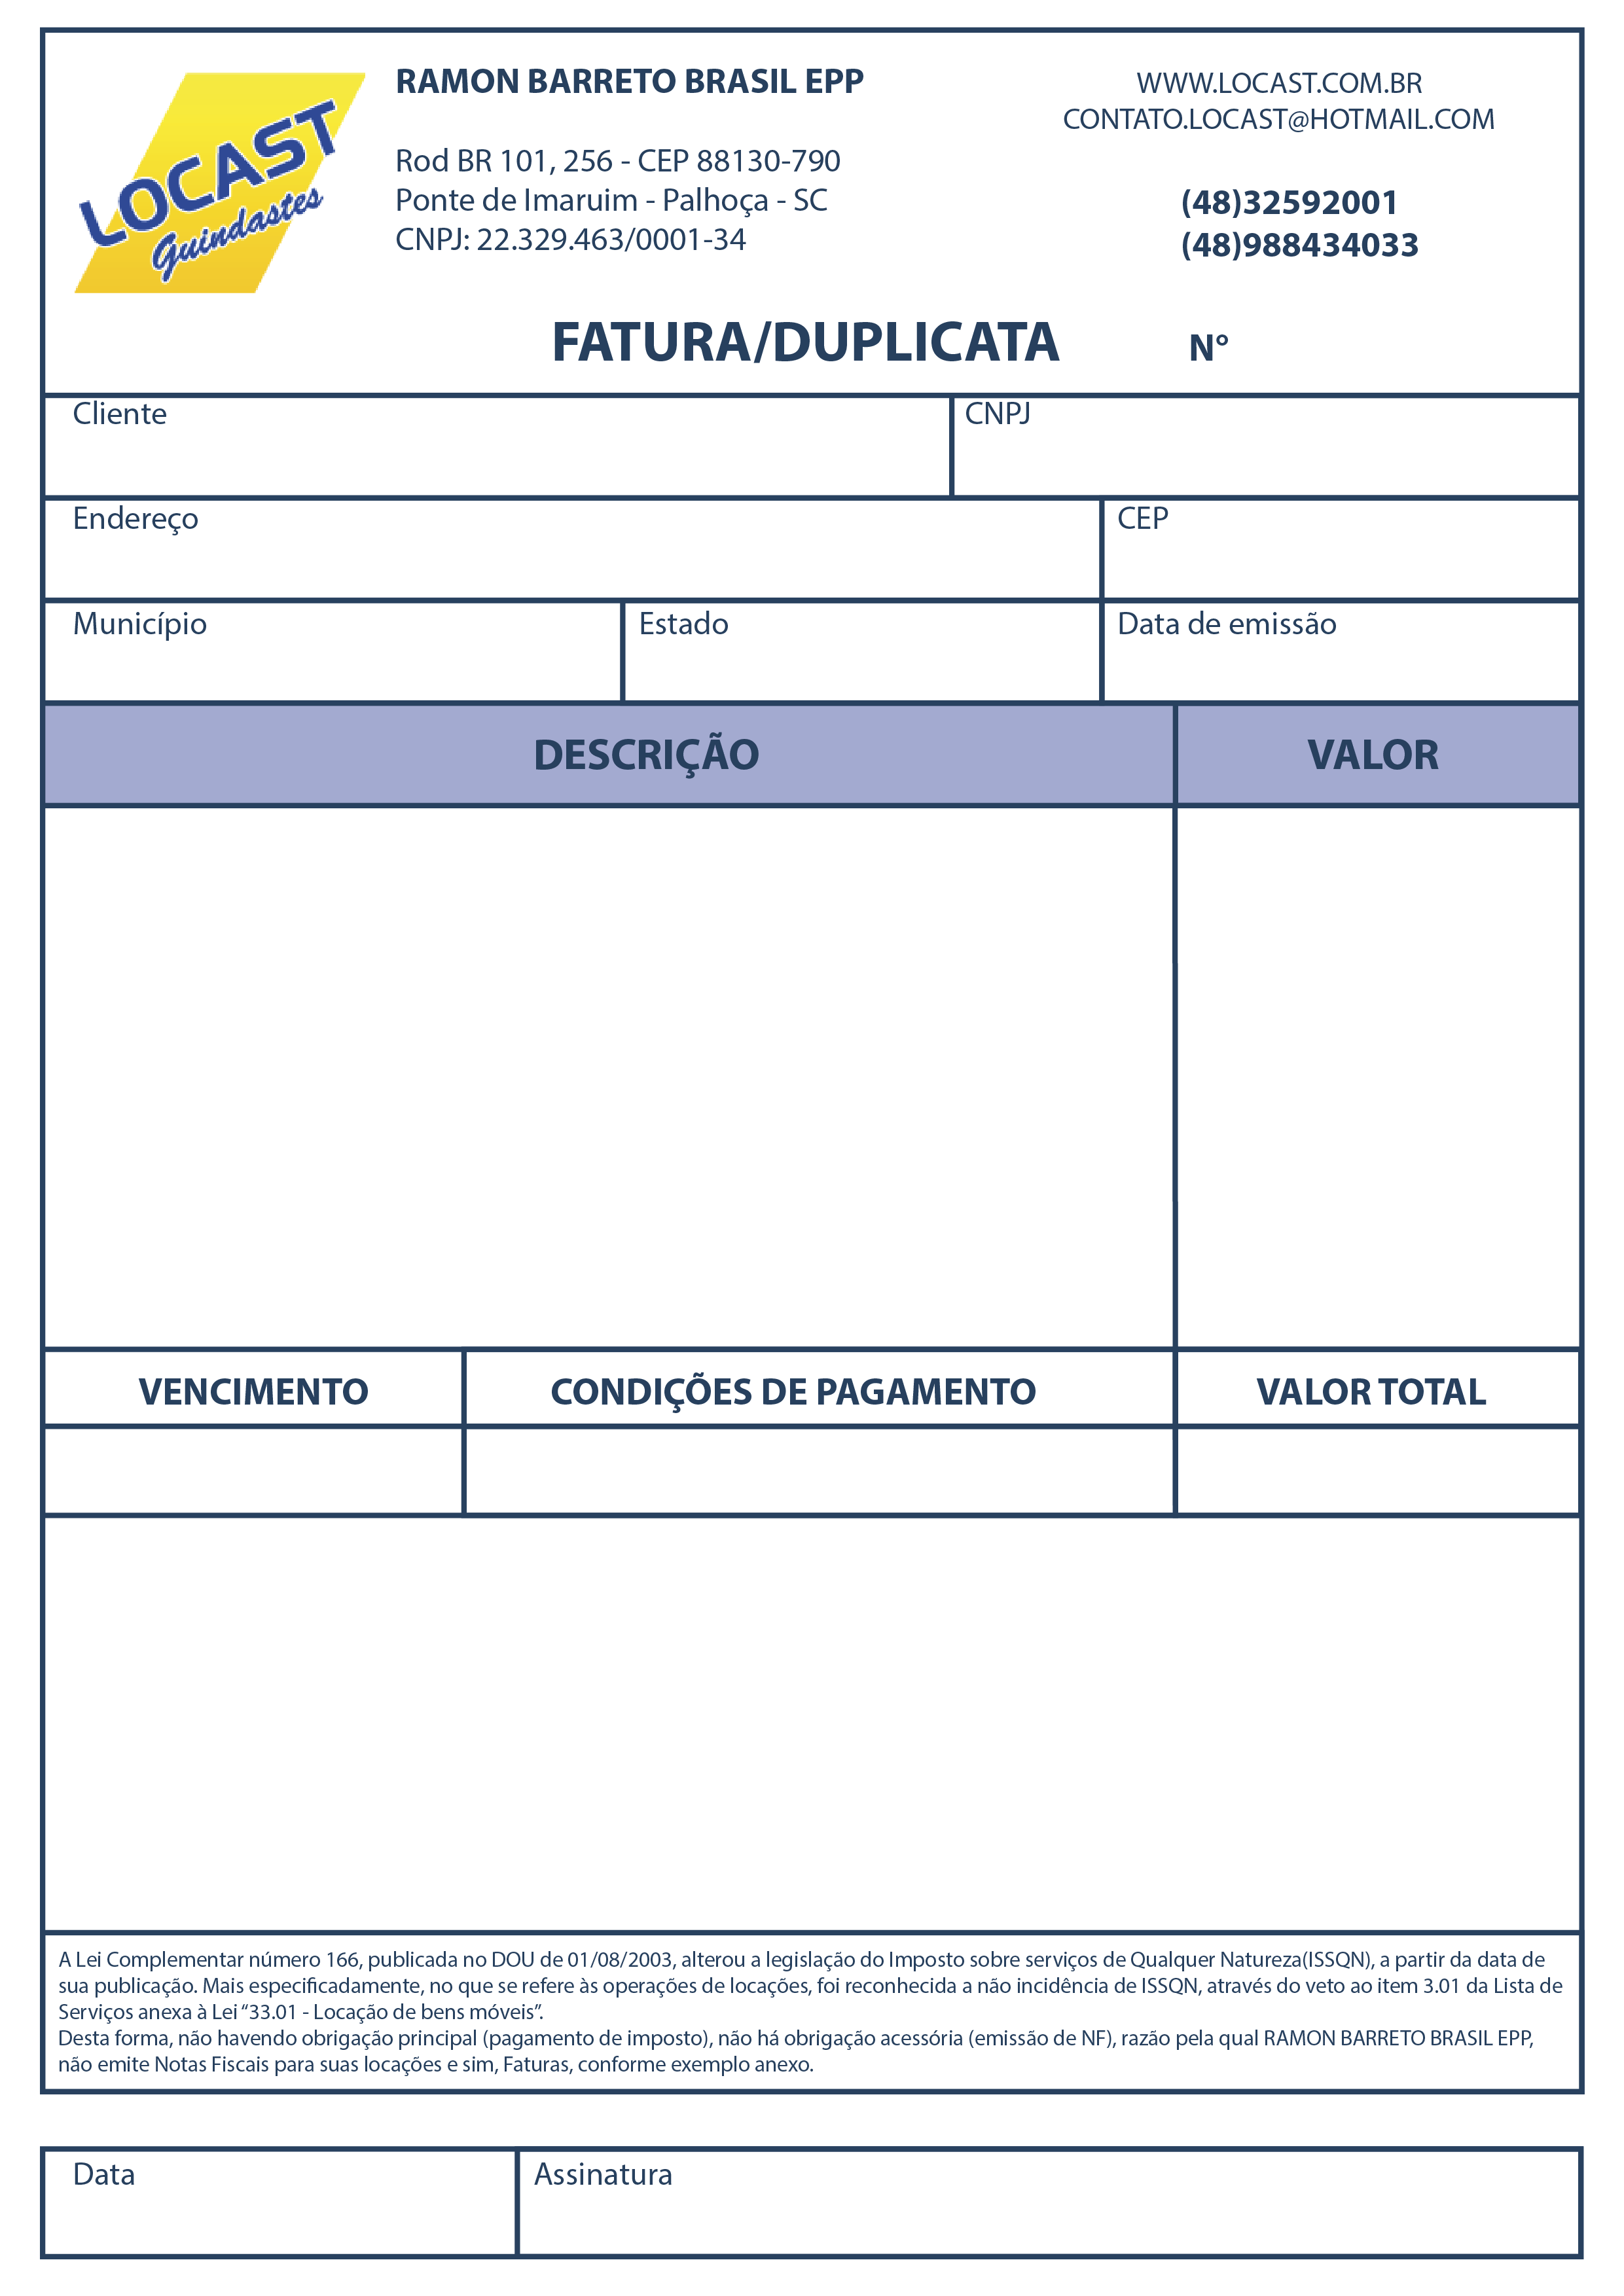 LOCAST
Guindastes
RAMON BARRETO BRASIL EPP
Rod BR 101, 256 - CEP 88130-790
Ponte de Imaruim - Palhoça - SC
CNPJ: 22.329.463/0001-34
WWW.LOCAST.COM.BR
CONTATO.LOCAST@HOTMAIL.COM
(48)32592001
(48)988434033
FATURA/DUPLICATA N°
Cliente CNPJ
Endereço CEP
Município Estado Data de emissão
DESCRIÇÃO VALOR
VENCIMENTO CONDIÇÕES DE PAGAMENTO VALOR TOTAL
A Lei Complementar número 166, publicada no DOU de 01/08/2003, alterou a legislação do Imposto sobre serviços de Qualquer Natureza(ISSQN), a partir da data de
sua publicação. Mais especificadamente, no que se refere às operações de locações, foi reconhecida a não incidência de ISSQN, através do veto ao item 3.01 da Lista de
Serviços anexa à Lei “33.01 - Locação de bens móveis”.
Desta forma, não havendo obrigação principal (pagamento de imposto), não há obrigação acessória (emissão de NF), razão pela qual RAMON BARRETO BRASIL EPP,
não emite Notas Fiscais para suas locações e sim, Faturas, conforme exemplo anexo.
Data Assinatura